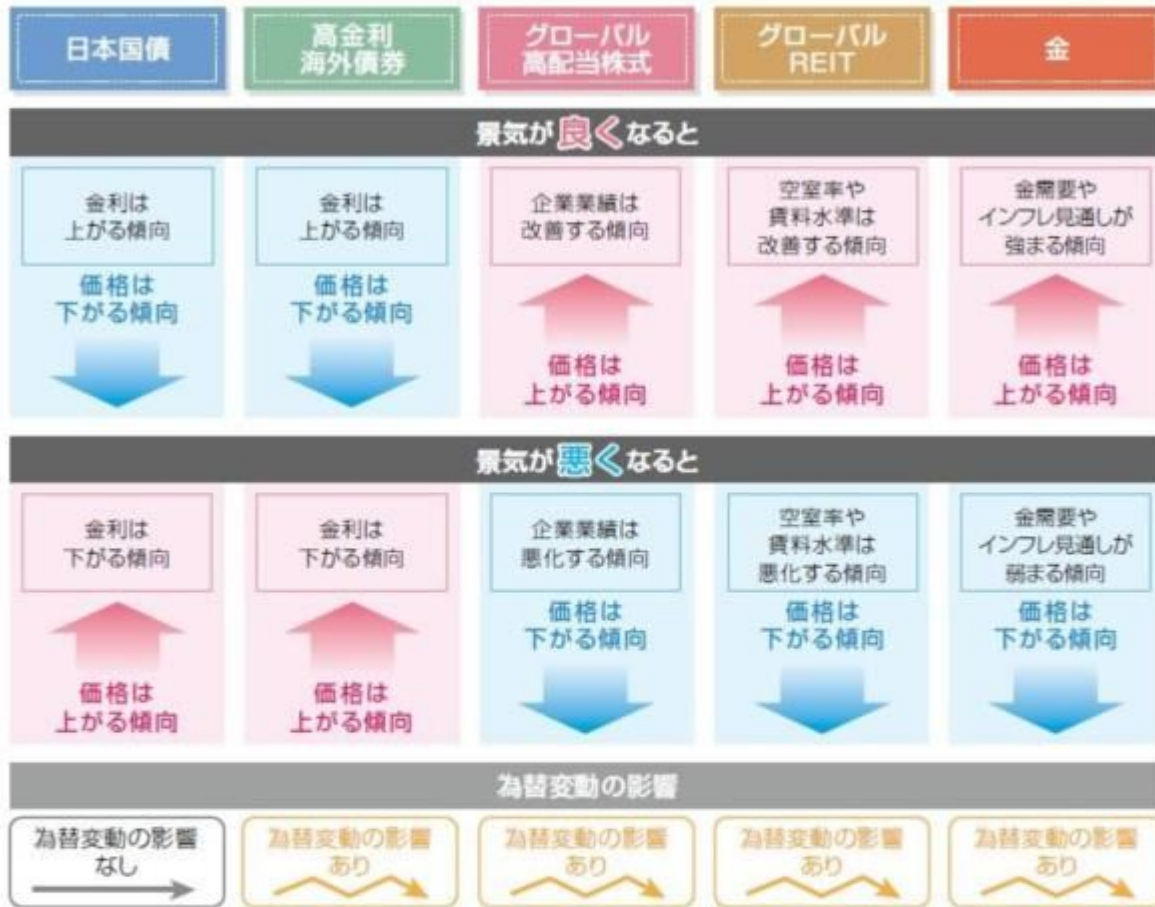 日本国債
高金利
海外債券
グローバル
高配当株式
グローバル
REIT
金
景気が良くなると
金利は
上がる傾向
価格は
下がる傾向
金利は
上がる傾向
価格は
下がる傾向
企業業績は
改善する傾向
価格は
上がる傾向
空室率や
賃料水準は
改善する傾向
価格は
上がる傾向
金需要や
インフレ見通しが
強まる傾向
価格は
上がる傾向
景気が悪くなると
金利は
下がる傾向
価格は
上がる傾向
金利は
下がる傾向
価格は
上がる傾向
企業業績は
悪化する傾向
価格は
下がる傾向
空室率や
賃料水準は
悪化する傾向
価格は
下がる傾向
金需要や
インフレ見通しが
弱まる傾向
価格は
下がる傾向
為替変動の影響
為替変動の影響
なし
為替変動の影響
あり
為替変動の影響
あり
為替変動の影響
あり
為替変動の影響
あり